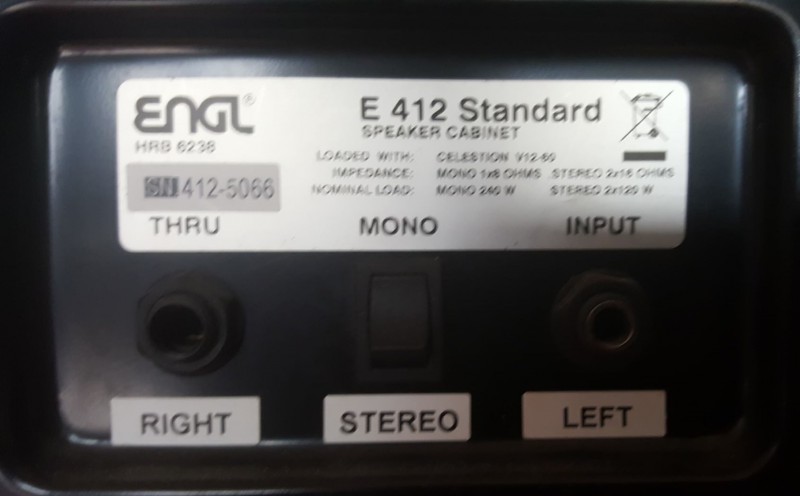 ENGL®
E 412 Standard
HRB 6238
SPEAKER CABINET
LOADED WITH: CELESTION V12-60
IMPEDANCE: MONO 1x8 OHMS STEREO 2x16 OHMS
SN 412-5066
NOMINAL LOAD: MONO 240 W STEREO 2x120 W
THRU MONO INPUT
RIGHT STEREO LEFT